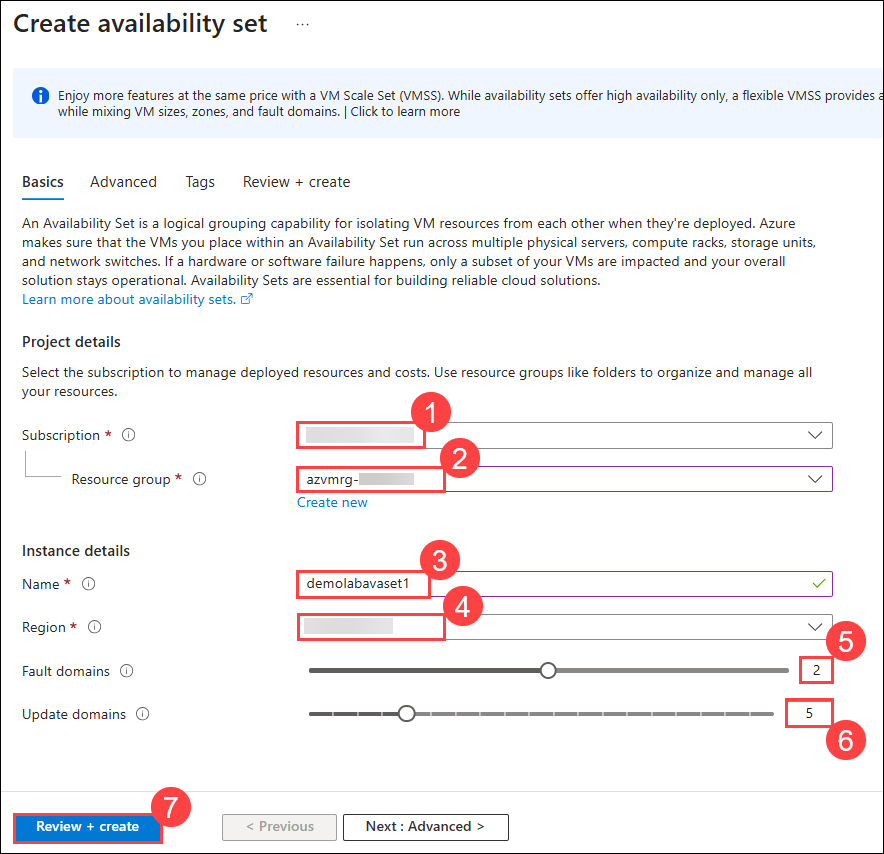 Create availability set ...
Enjoy more features at the same price with a VM Scale Set (VMSS). While availability sets offer high availability only, a flexible VMSS provides
while mixing VM sizes, zones, and fault domains. | Click to learn more
Basics Advanced Tags Review + create
An Availability Set is a logical grouping capability for isolating VM resources from each other when they're deployed. Azure
makes sure that the VMs you place within an Availability Set run across multiple physical servers, compute racks, storage units,
and network switches. If a hardware or software failure happens, only a subset of your VMs are impacted and your overall
solution stays operational. Availability Sets are essential for building reliable cloud solutions.
Learn more about availability sets.
Project details
Select the subscription to manage deployed resources and costs. Use resource groups like folders to organize and manage all
your resources.
1
Subscription *
2
Resource group * azvmrg-
Create new
Instance details
3
Name * demolabavaset1
4
Region *
5
Fault domains 2
Update domains 5
6
7
Review + create < Previous Next : Advanced >